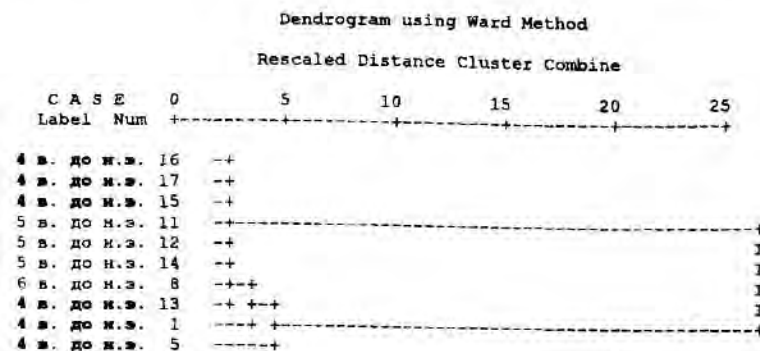 Dendrogram using Ward Method
Rescaled Distance Cluster Combine
C A S E 0 5 10 15 20 25
Label Num +---------+---------+---------+---------+---------+
4 в. до н.э. 16 -+
4 в. до н.э. 17 -+
4 в. до н.э. 15 -+
5 в. до н.э. 11 -+-----------------------------------------------+
5 в. до н.э. 12 -+ I
5 в. до н.э. 14 -+ I
6 в. до н.э. 8 -+-+ I
4 в. до н.э. 13 -+ +-+ I
4 в. до н.э. 1 ---+ +-------------------------------------------+
4 в. до н.э. 5 -----+